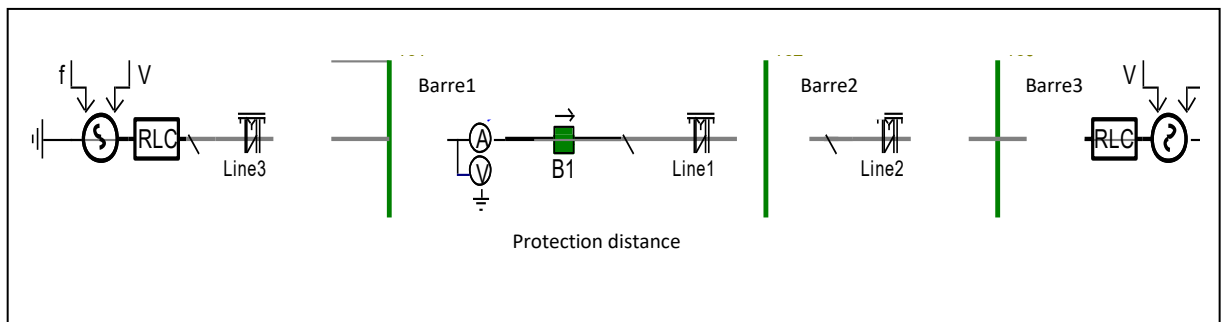 f V
Barre1
Barre2
Barre3
V
RLC
Line3
A
V
B1
Line1
Line2
RLC
Protection distance